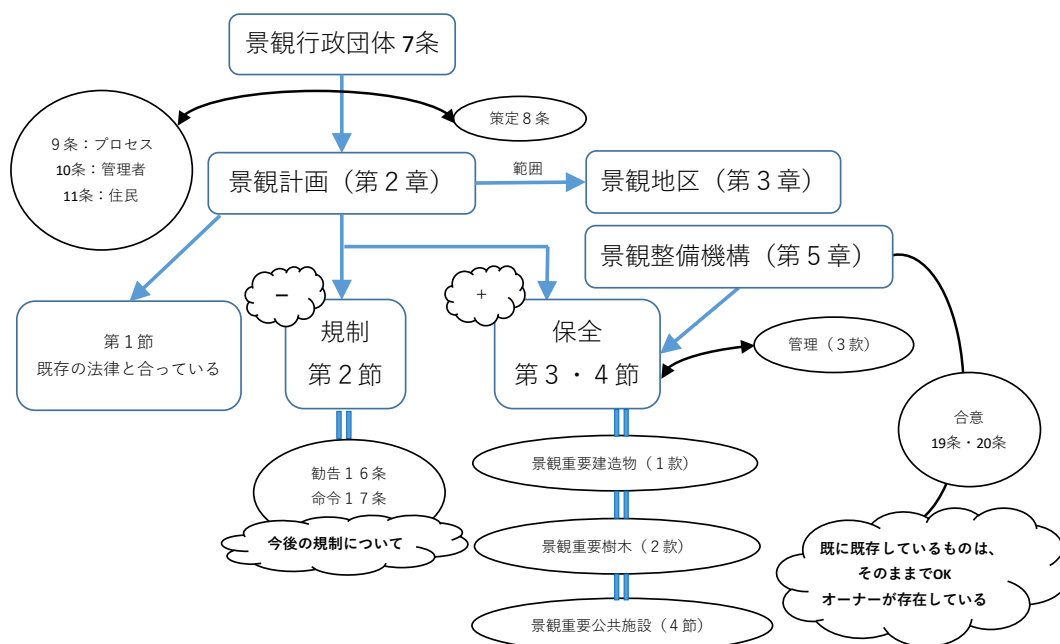 景観行政団体 7条
策定８条
９条：プロセス
10条：管理者
11条：住民
景観計画（第２章）
範囲
景観地区（第３章）
景観整備機構（第５章）
－
+
第１節
既存の法律と合っている
規制
第２節
保全
第３・４節
管理（３款）
合意
19条・20条
勧告１６条
命令１７条
今後の規制について
景観重要建造物（１款）
景観重要樹木（２款）
景観重要公共施設（４節）
既に既存しているものは、
そのままでOK
オーナーが存在している